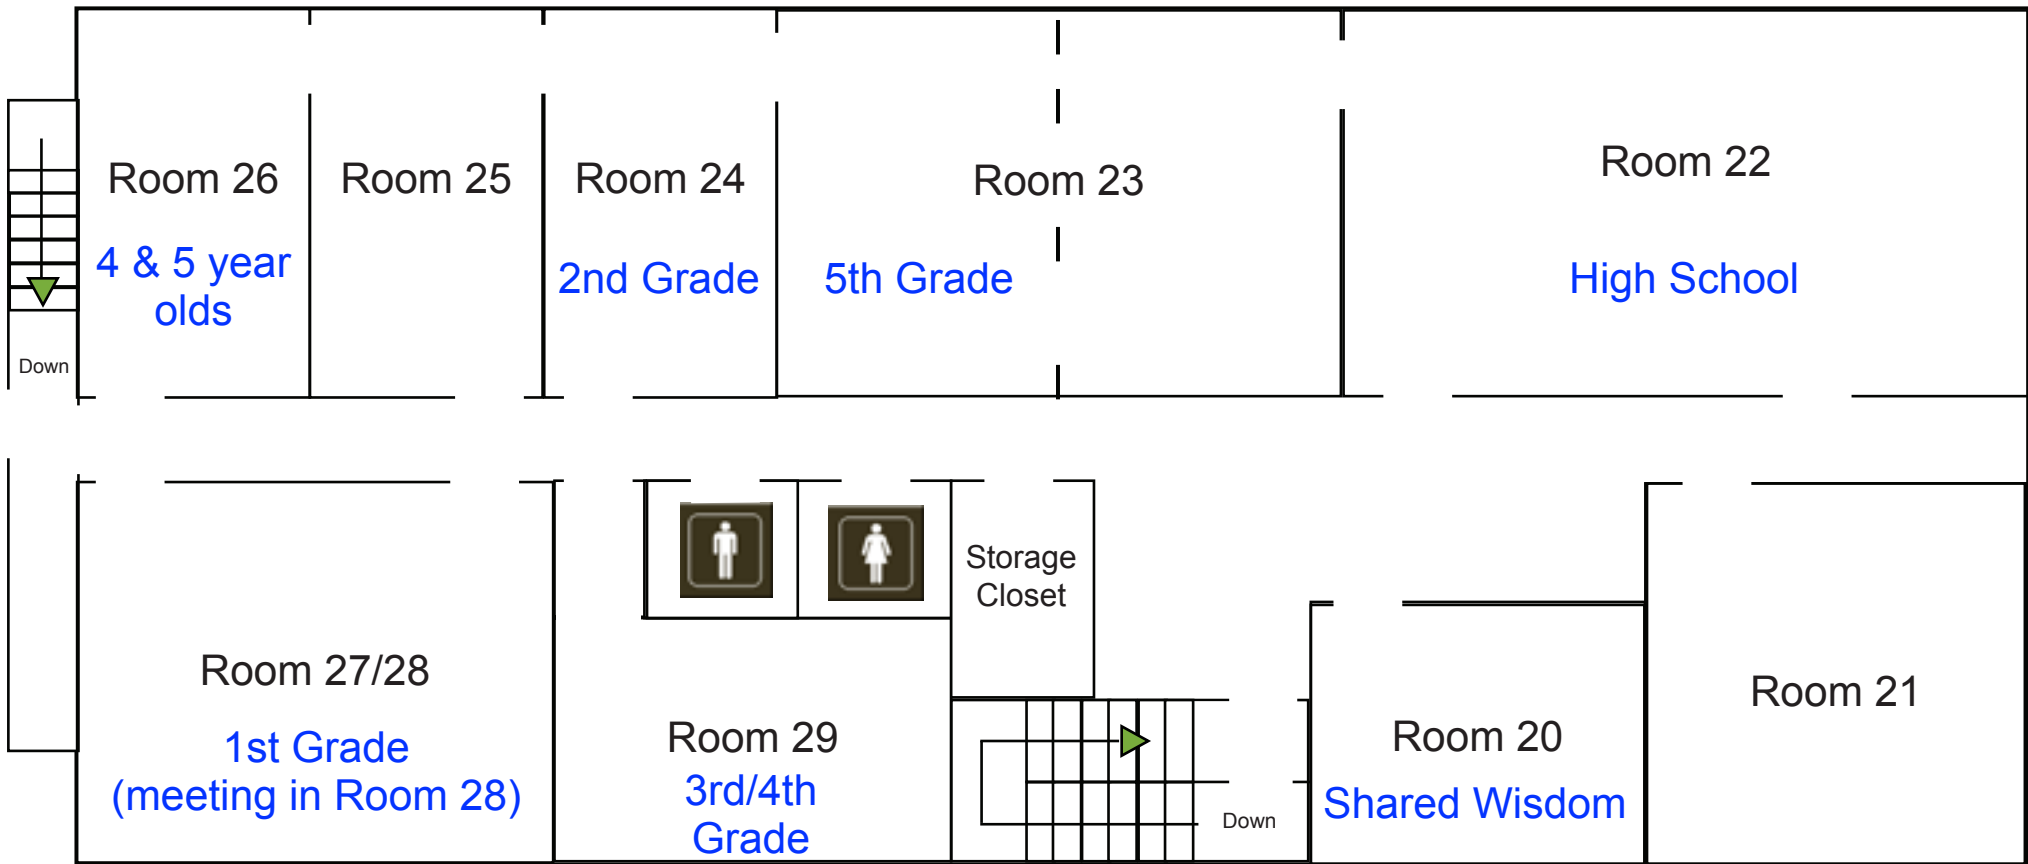 Room 26
4 & 5 year
olds
Room 25
Room 24
2nd Grade
Room 23
5th Grade
Room 22
High School
Down
Room 27/28
1st Grade
(meeting in Room 28)
Room 29
3rd/4th
Grade
Storage
Closet
Down
Room 20
Shared Wisdom
Room 21